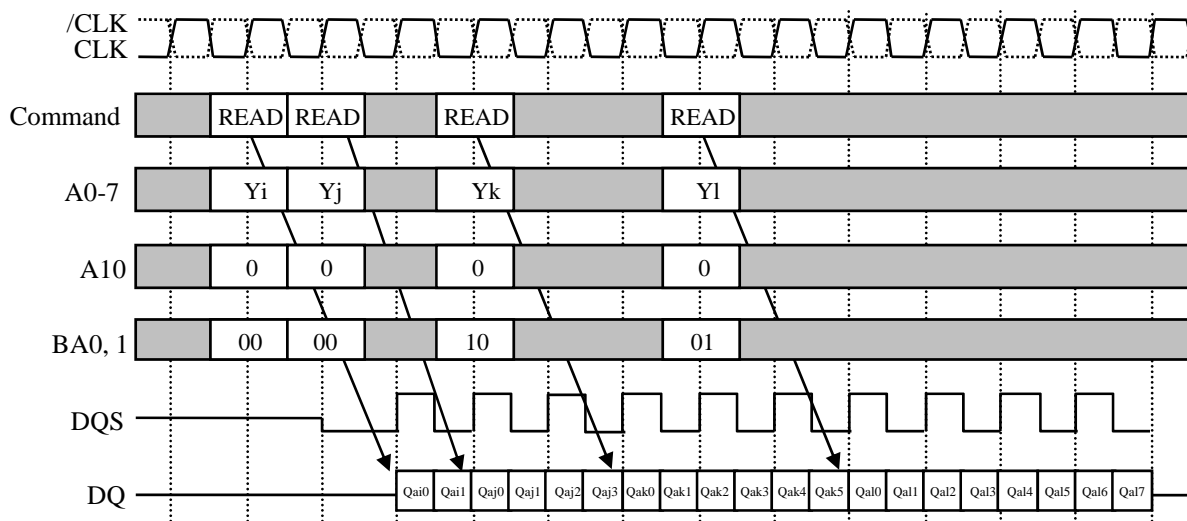 /CLK
CLK
Command READ READ READ READ
A0-7 Yi Yj Yk Yl
A10 0 0 0 0
BA0, 1 00 00 10 01
DQS
DQ Qai0 Qai1 Qaj0 Qaj1 Qaj2 Qaj3 Qak0 Qak1 Qak2 Qak3 Qak4 Qak5 Qal0 Qal1 Qal2 Qal3 Qal4 Qal5 Qal6 Qal7